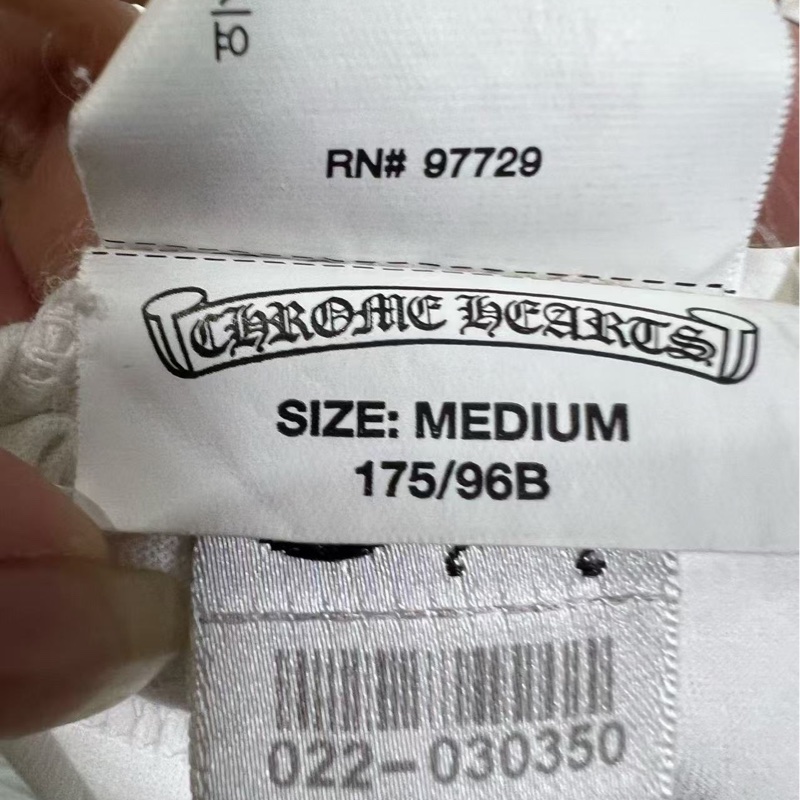 RN# 97729
CHROME HEARTS
SIZE: MEDIUM
175/96B
022-030350